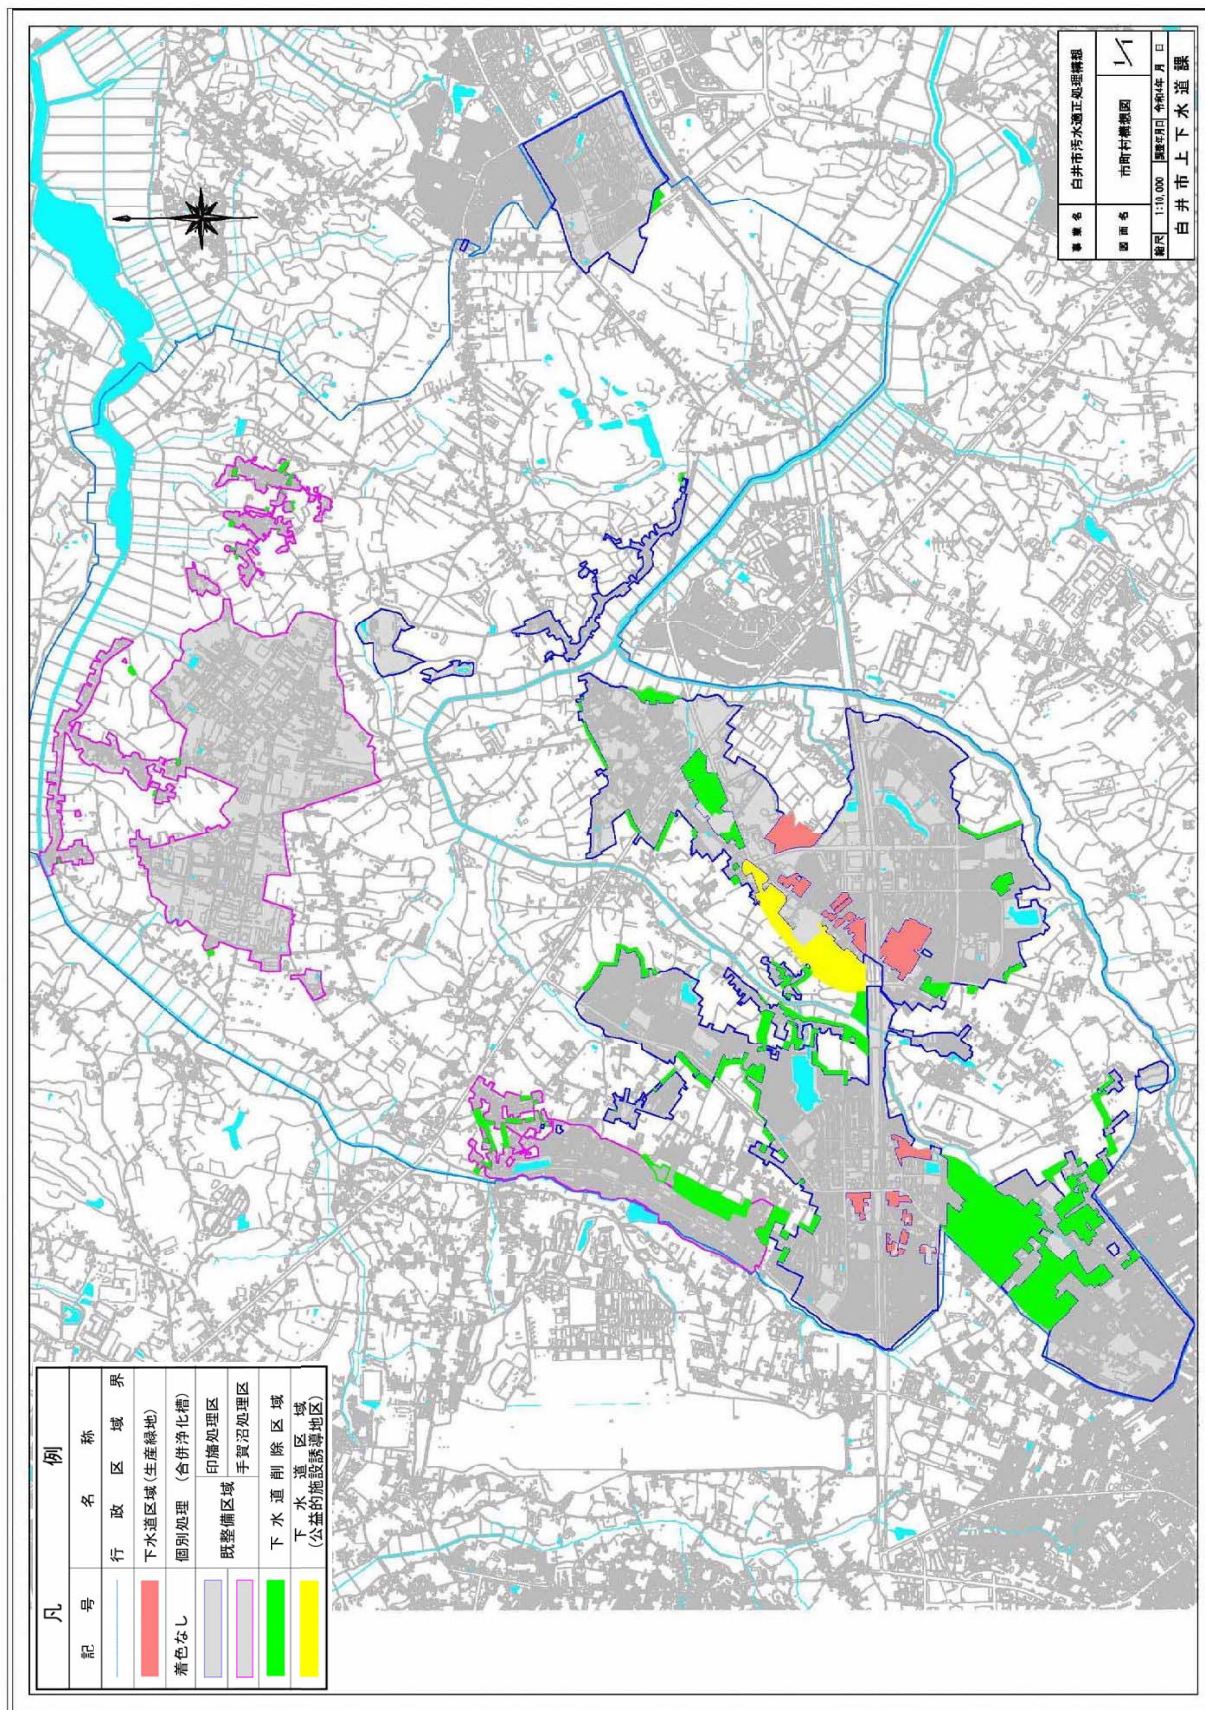 凡 例
記 号 名 称
行 政 区 域 界
下水道区域(生産緑地)
着色なし 個別処理 (合併浄化槽)
既整備区域 印旛処理区
手賀沼処理区
下 水 道 削 除 区 域
下 水 道 区 域
(公益的施設誘導地区)
事 業 名 白井市汚水適正処理構想
図 面 名 市町村構想図 1/1
縮尺 1:10,000 調製年月日 令和4年 月 日
白 井 市 上 下 水 道 課